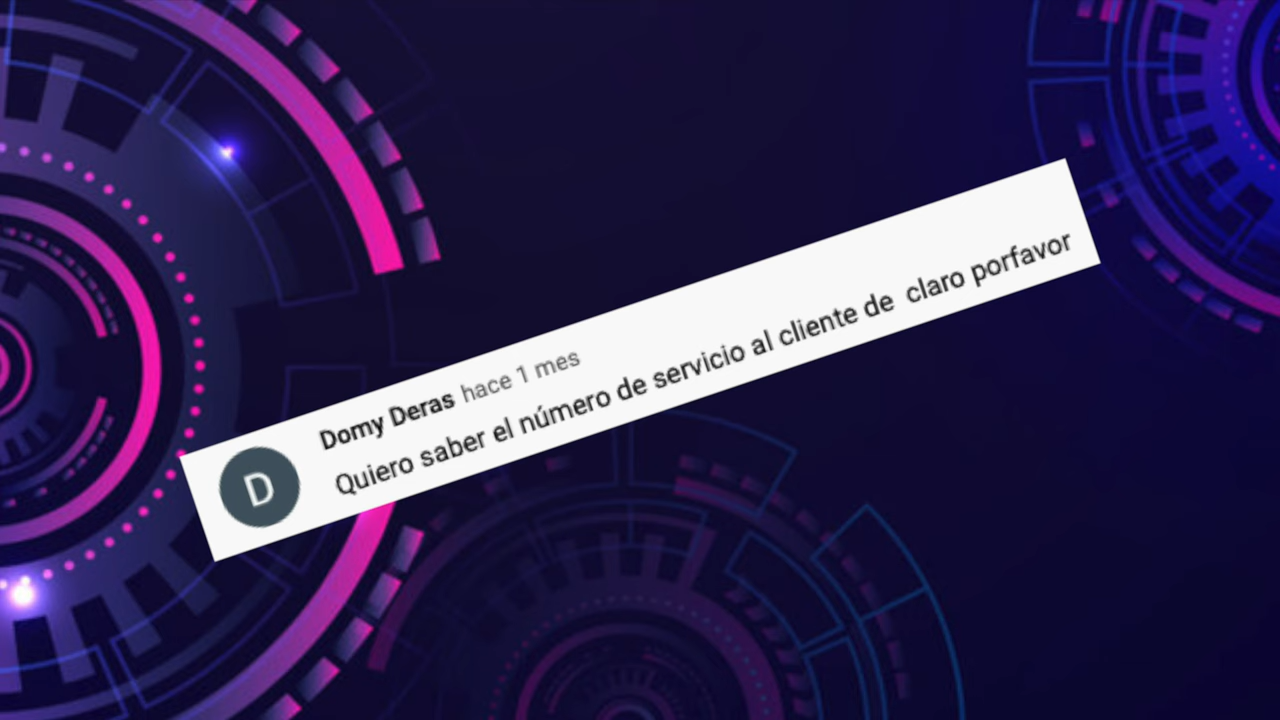 Domy Deras hace 1 mes
Quiero saber el número de servicio al cliente de claro porfavor
D